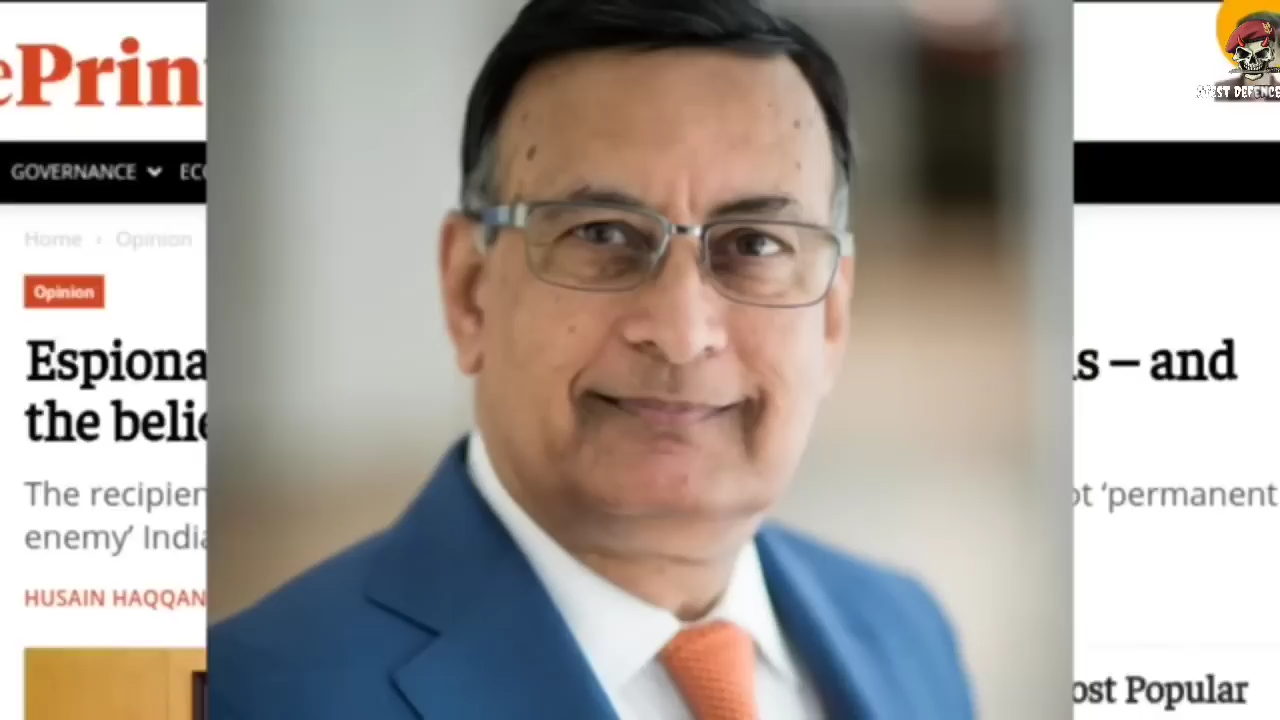 ePrin
GOVERNANCE
Home › Opinion
Opinion
Espiona s – and
the belie
The recipien ot 'permanent
enemy' India
HUSAIN HAQQAN
ost Popular
DEFENCE